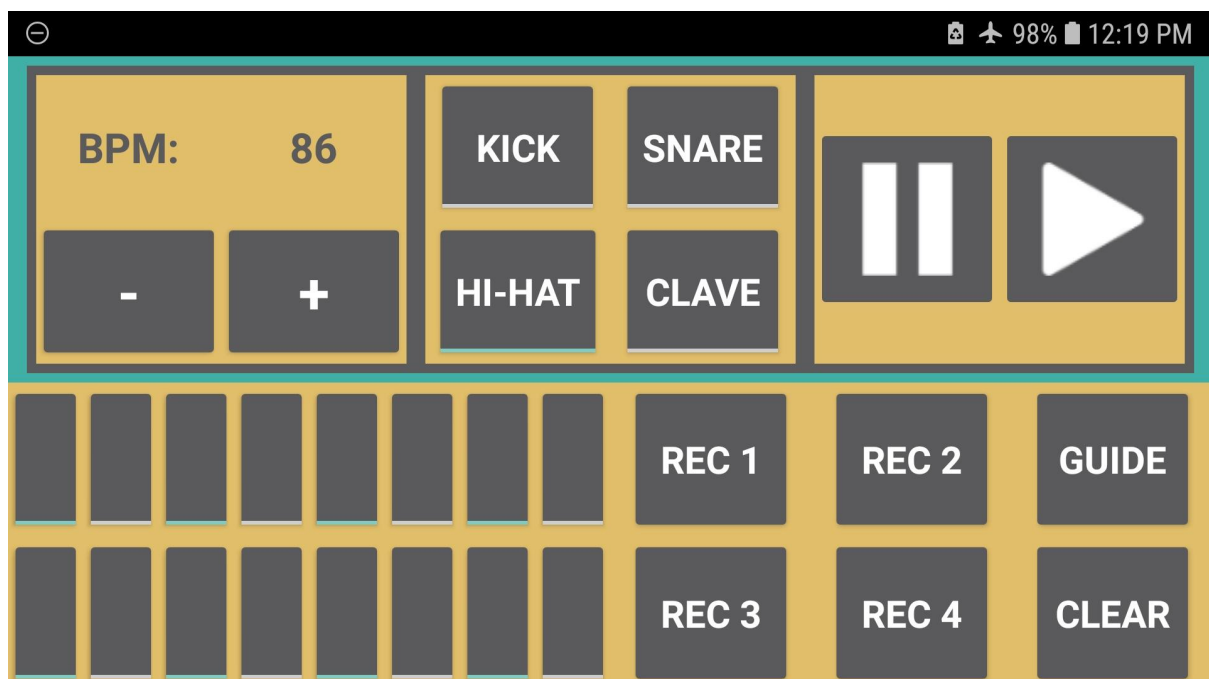 98% 12:19 PM
BPM: 86
- +
KICK SNARE
HI-HAT CLAVE
REC 1 REC 2 GUIDE
REC 3 REC 4 CLEAR